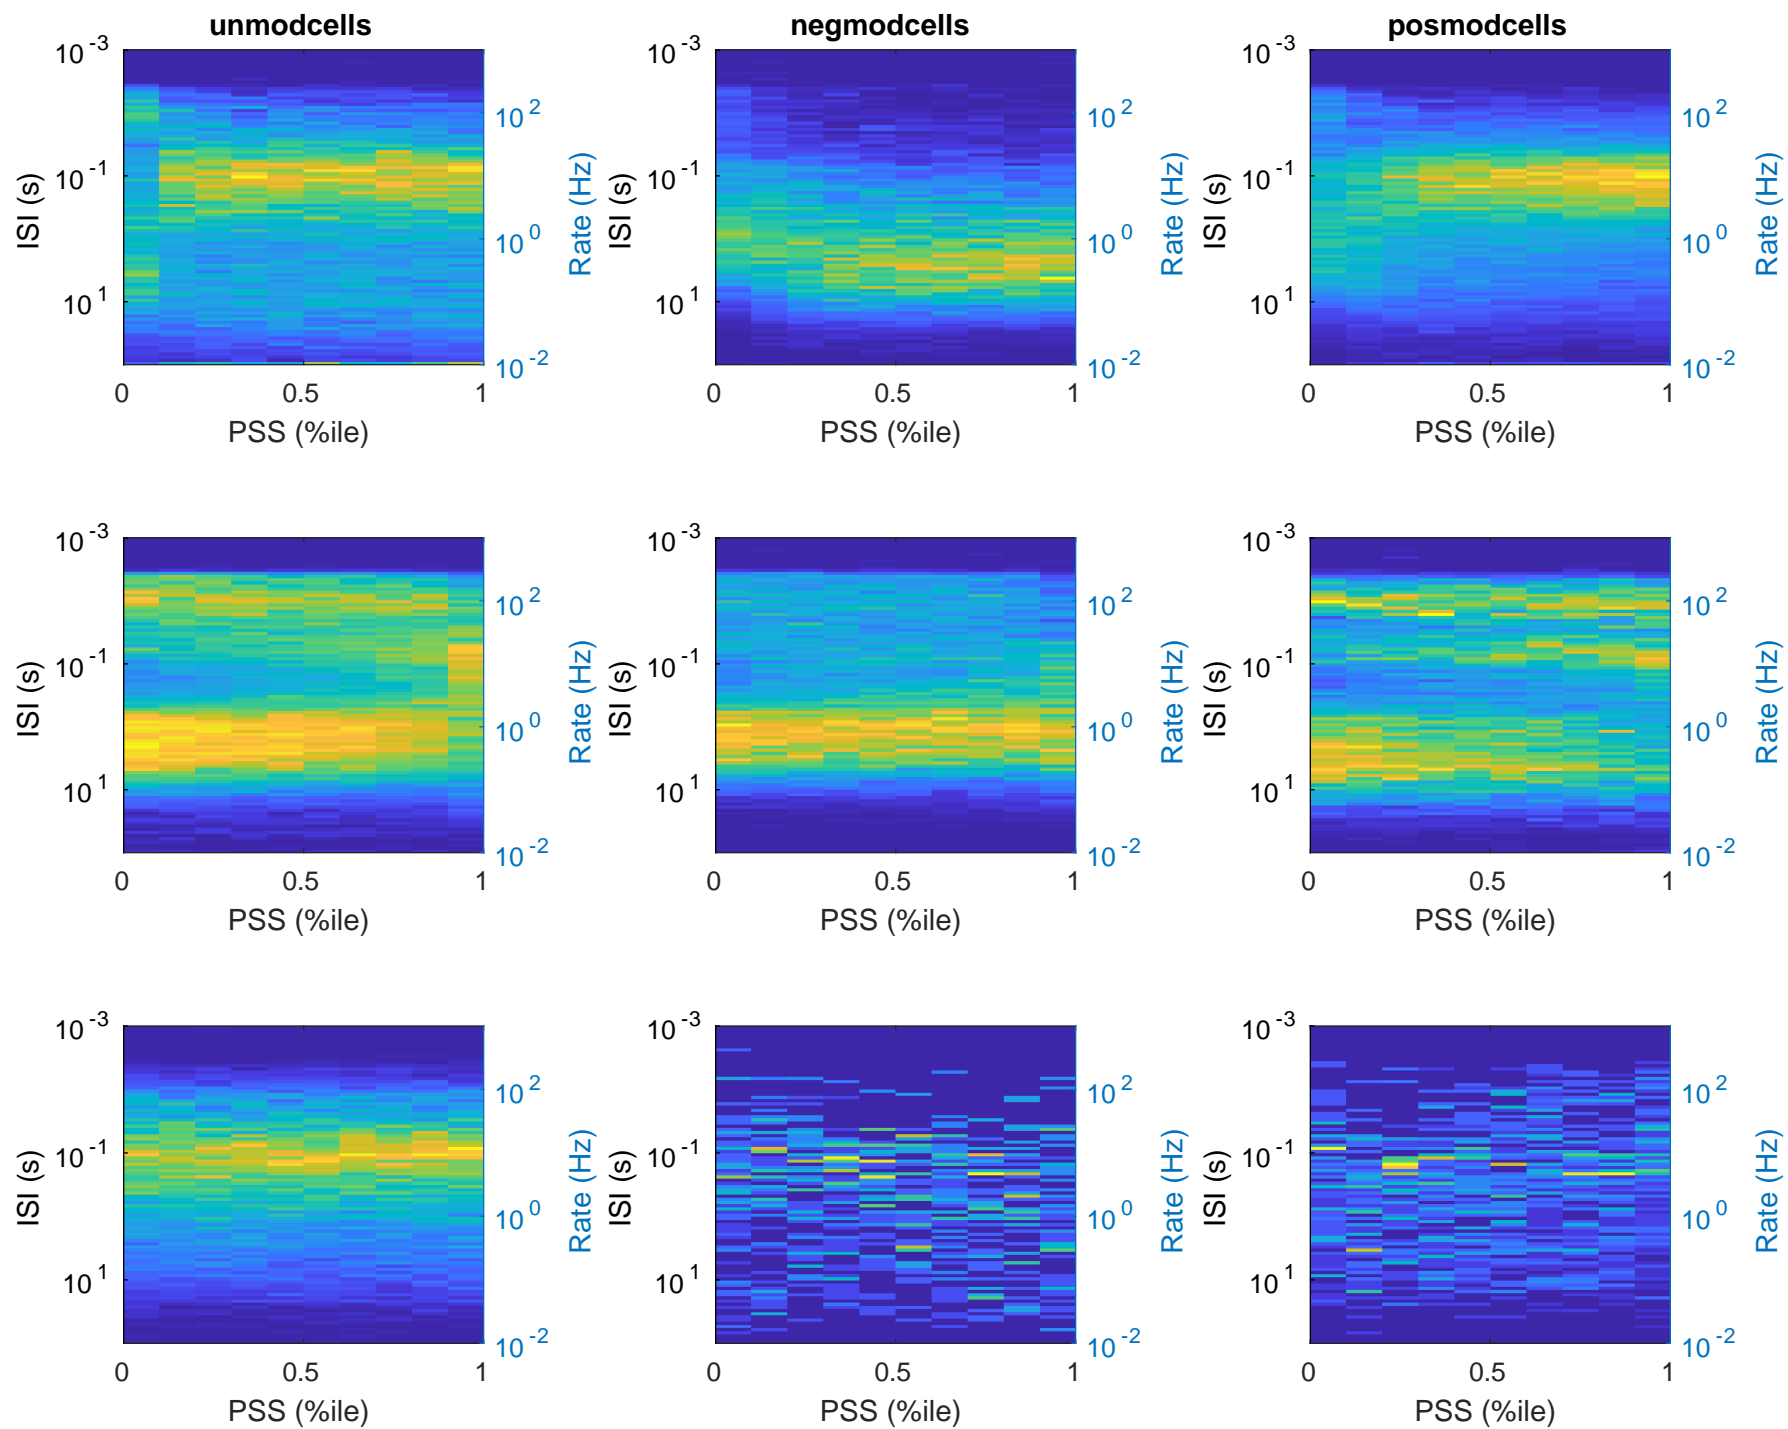 unmodcells negmodcells posmodcells
10^-3 10^-3 10^-3
10^2 10^2 10^2
10^-1 10^-1 10^-1
ISI (s) Rate (Hz) ISI (s) Rate (Hz) ISI (s) Rate (Hz)
10^0 10^0 10^0
10^1 10^1 10^1
10^-2 10^-2 10^-2
0 0.5 1 0 0.5 1 0 0.5 1
PSS (%ile) PSS (%ile) PSS (%ile)
10^-3 10^-3 10^-3
10^2 10^2 10^2
10^-1 10^-1 10^-1
ISI (s) Rate (Hz) ISI (s) Rate (Hz) ISI (s) Rate (Hz)
10^0 10^0 10^0
10^1 10^1 10^1
10^-2 10^-2 10^-2
0 0.5 1 0 0.5 1 0 0.5 1
PSS (%ile) PSS (%ile) PSS (%ile)
10^-3 10^-3 10^-3
10^2 10^2 10^2
10^-1 10^-1 10^-1
ISI (s) Rate (Hz) ISI (s) Rate (Hz) ISI (s) Rate (Hz)
10^0 10^0 10^0
10^1 10^1 10^1
10^-2 10^-2 10^-2
0 0.5 1 0 0.5 1 0 0.5 1
PSS (%ile) PSS (%ile) PSS (%ile)